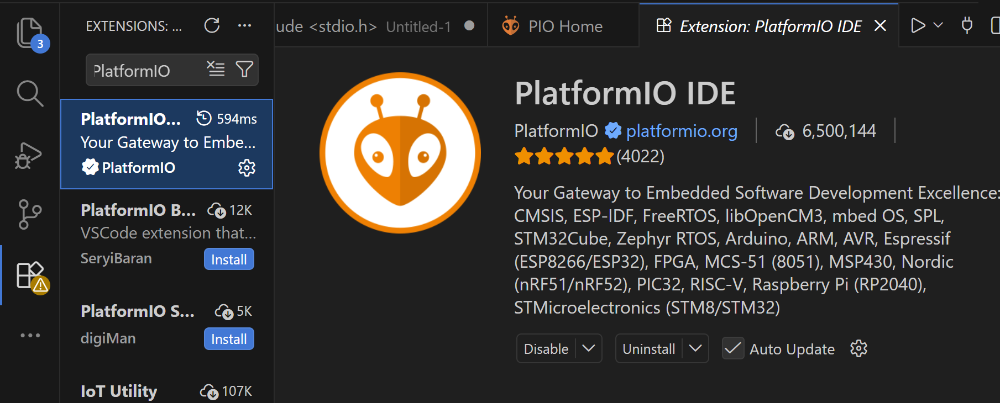 EXTENSIONS: ...
ude <stdio.h> Untitled-1
PIO Home
Extension: PlatformIO IDE
3
PlatformIO
PlatformIO... 594ms
Your Gateway to Embe...
PlatformIO
PlatformIO B... 12K
VSCode extension that...
SeryiBaran Install
PlatformIO S... 5K
digiMan Install
IoT Utility 107K
PlatformIO IDE
PlatformIO platformio.org 6,500,144
(4022)
Your Gateway to Embedded Software Development Excellence:
CMSIS, ESP-IDF, FreeRTOS, libOpenCM3, mbed OS, SPL,
STM32Cube, Zephyr RTOS, Arduino, ARM, AVR, Espressif
(ESP8266/ESP32), FPGA, MCS-51 (8051), MSP430, Nordic
(nRF51/nRF52), PIC32, RISC-V, Raspberry Pi (RP2040),
STMicroelectronics (STM8/STM32)
Disable Uninstall Auto Update